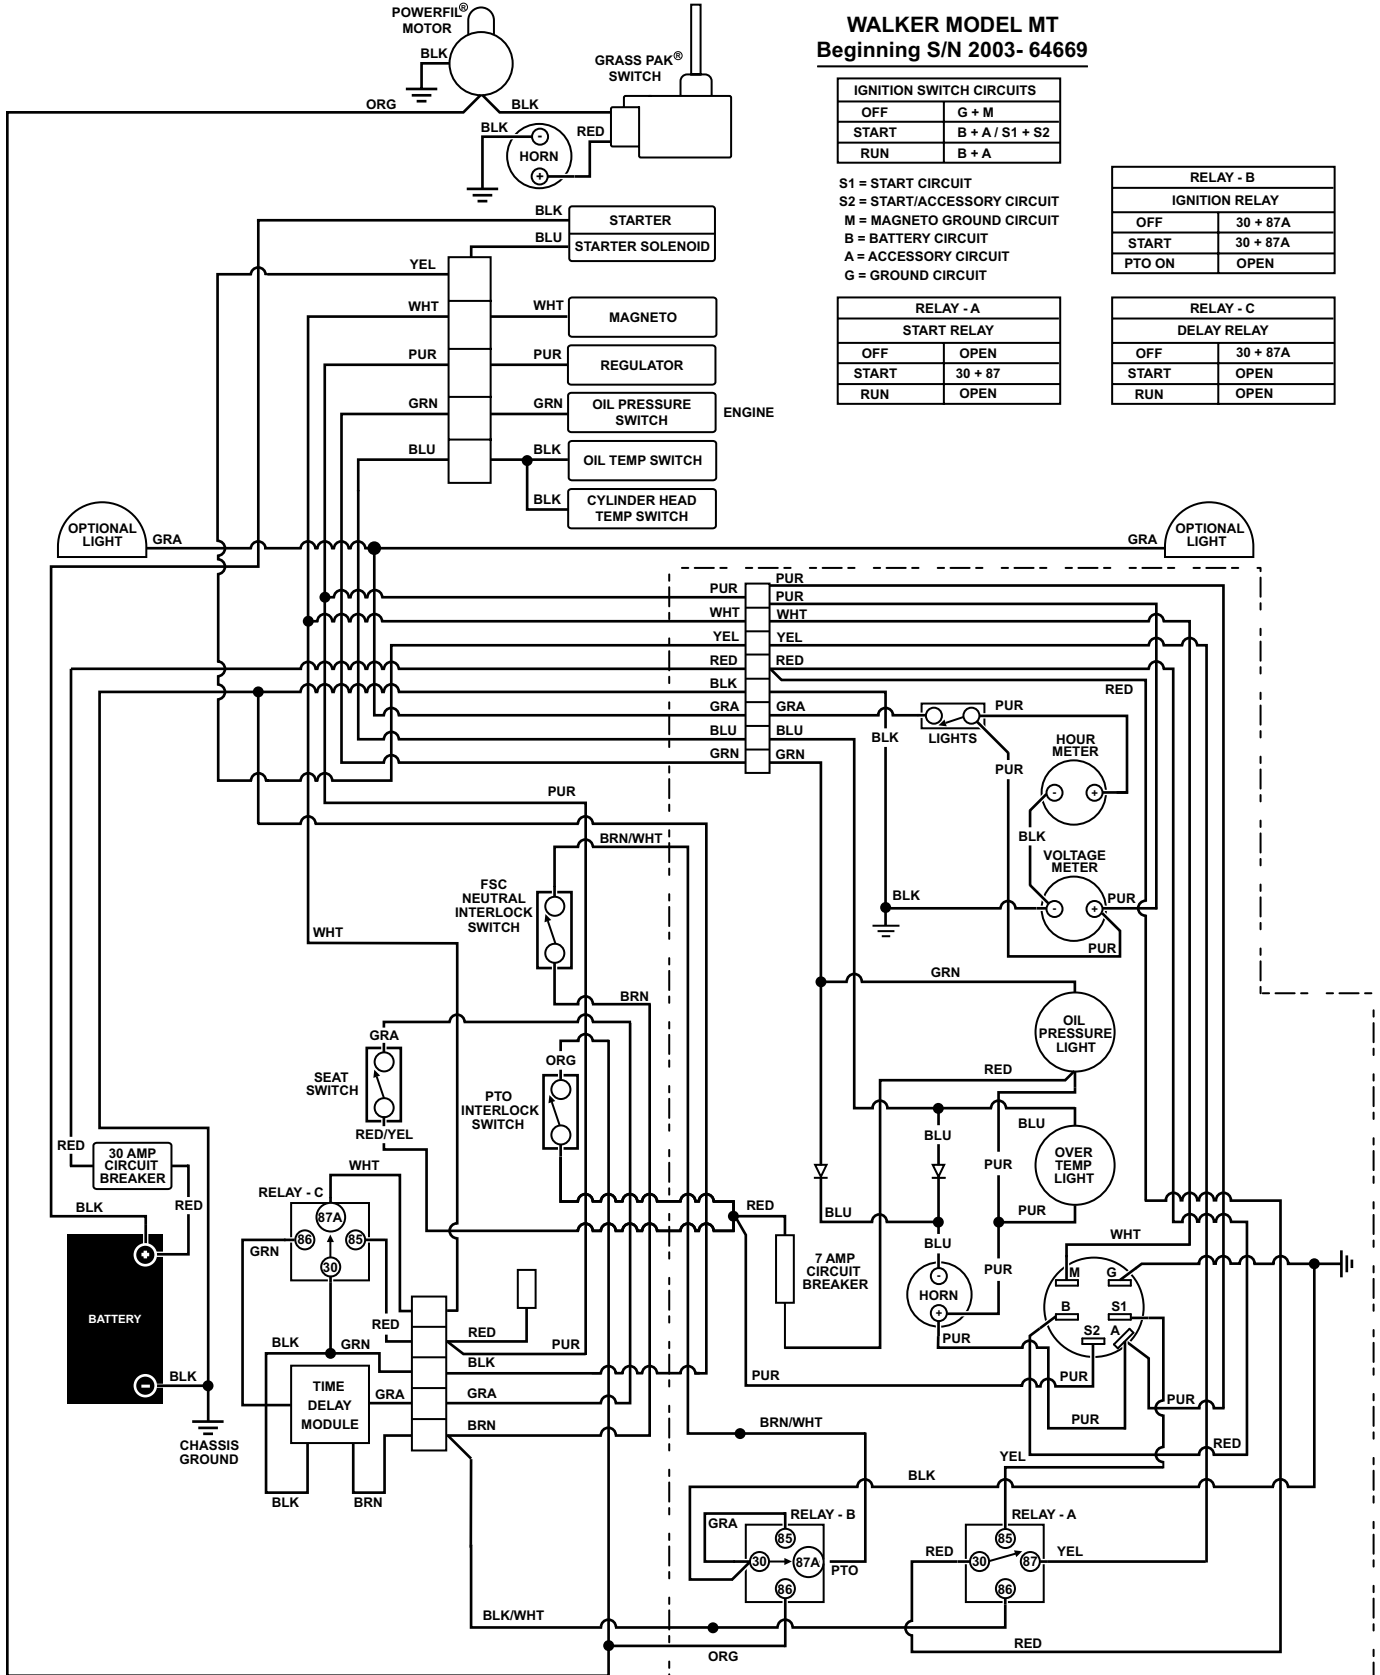 WALKER MODEL MT
Beginning S/N 2003- 64669
POWERFIL®
MOTOR
BLK
ORG
BLK
GRASS PAK®
SWITCH
BLK
RED
-
HORN
+
IGNITION SWITCH CIRCUITS
OFF G + M
START B + A / S1 + S2
RUN B + A
S1 = START CIRCUIT
S2 = START/ACCESSORY CIRCUIT
M = MAGNETO GROUND CIRCUIT
B = BATTERY CIRCUIT
A = ACCESSORY CIRCUIT
G = GROUND CIRCUIT
RELAY - B
IGNITION RELAY
OFF 30 + 87A
START 30 + 87A
PTO ON OPEN
RELAY - A
START RELAY
OFF OPEN
START 30 + 87
RUN OPEN
RELAY - C
DELAY RELAY
OFF 30 + 87A
START OPEN
RUN OPEN
BLK STARTER
BLU STARTER SOLENOID
YEL
WHT WHT MAGNETO
PUR PUR REGULATOR
GRN GRN OIL PRESSURE
SWITCH
ENGINE
BLU BLK OIL TEMP SWITCH
BLK CYLINDER HEAD
TEMP SWITCH
OPTIONAL
LIGHT
GRA
GRA
OPTIONAL
LIGHT
PUR PUR
PUR
WHT WHT
YEL YEL
RED RED
BLK
RED
GRA GRA
BLU BLU
GRN GRN
BLK
LIGHTS
PUR
PUR
HOUR
METER
- +
BLK
VOLTAGE
METER
- +
PUR
PUR
BLK
PUR
BRN/WHT
FSC
NEUTRAL
INTERLOCK
SWITCH
WHT
BRN
GRA
SEAT
SWITCH
RED/YEL
ORG
PTO
INTERLOCK
SWITCH
GRN
OIL
PRESSURE
LIGHT
RED
BLU
BLU
PUR
OVER
TEMP
LIGHT
PUR
RED
30 AMP
CIRCUIT
BREAKER
RED
BLK
WHT
RELAY - C
87A
86
85
30
GRN
RED
7 AMP
CIRCUIT
BREAKER
BLU
BLU
PUR
-
HORN
+
PUR
WHT
M
G
B
S1
S2
A
+
BATTERY
-
BLK
CHASSIS
GROUND
RED
RED
PUR
BLK
GRN
BLK
TIME
DELAY
MODULE
GRA
GRA
BRN
BLK
BRN
PUR
PUR
PUR
PUR
RED
BRN/WHT
YEL
BLK
GRA
RELAY - B
85
30
87A
86
PTO
RELAY - A
RED
85
30
87
86
YEL
BLK/WHT
ORG
RED